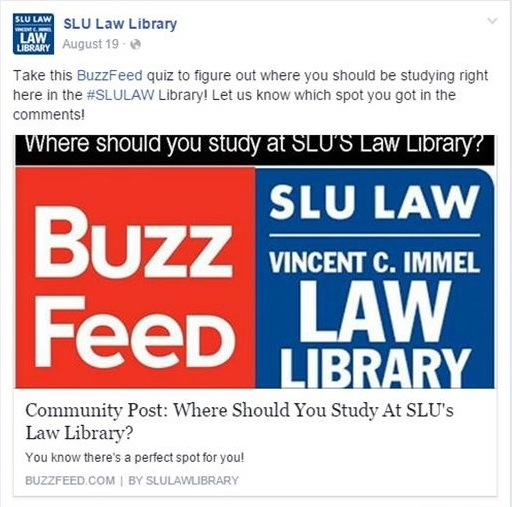 SLU LAW
VINCENT C. IMMEL
LAW
LIBRARY
SLU Law Library
August 19 ·
Take this BuzzFeed quiz to figure out where you should be studying right
here in the #SLULAW Library! Let us know which spot you got in the
comments!
Where should you study at SLU'S Law Library?
BUZZ
FEED
SLU LAW
VINCENT C. IMMEL
LAW
LIBRARY
Community Post: Where Should You Study At SLU's
Law Library?
You know there's a perfect spot for you!
BUZZFEED.COM | BY SLULAWLIBRARY